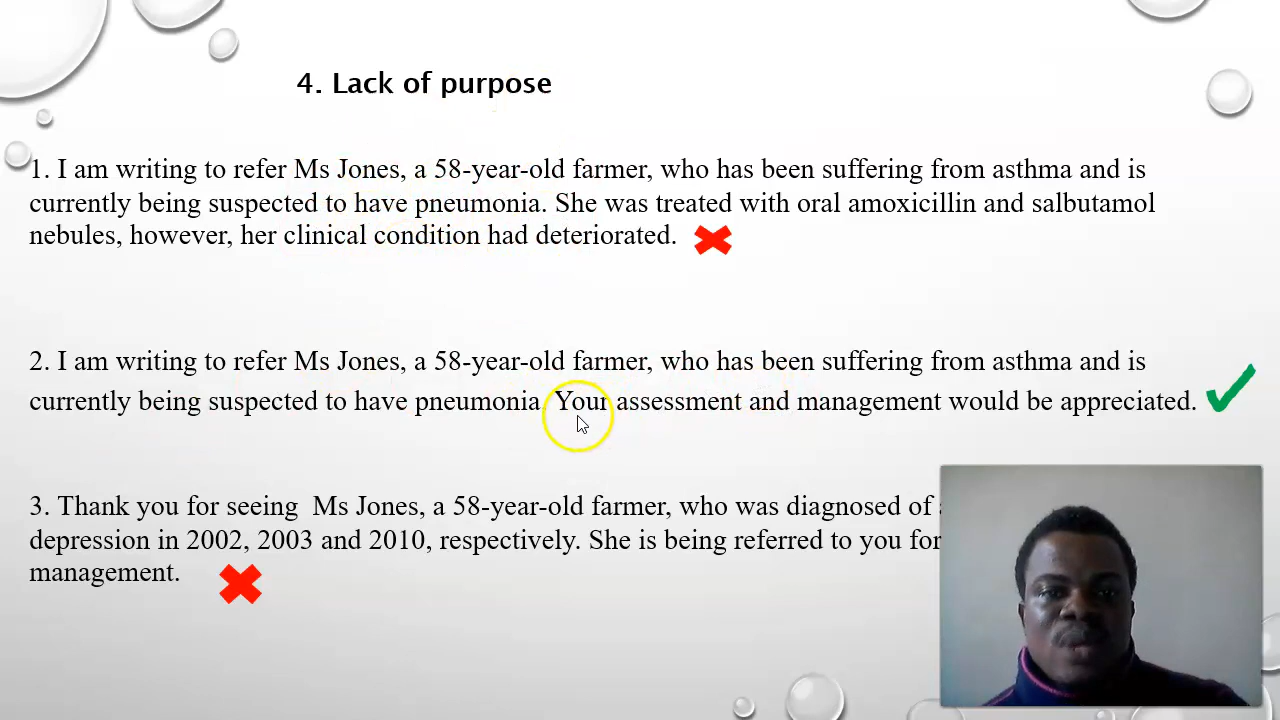 4. Lack of purpose
1. I am writing to refer Ms Jones, a 58-year-old farmer, who has been suffering from asthma and is
currently being suspected to have pneumonia. She was treated with oral amoxicillin and salbutamol
nebules, however, her clinical condition had deteriorated.
2. I am writing to refer Ms Jones, a 58-year-old farmer, who has been suffering from asthma and is
currently being suspected to have pneumonia Your assessment and management would be appreciated.
3. Thank you for seeing Ms Jones, a 58-year-old farmer, who was diagnosed of
depression in 2002, 2003 and 2010, respectively. She is being referred to you for
management.